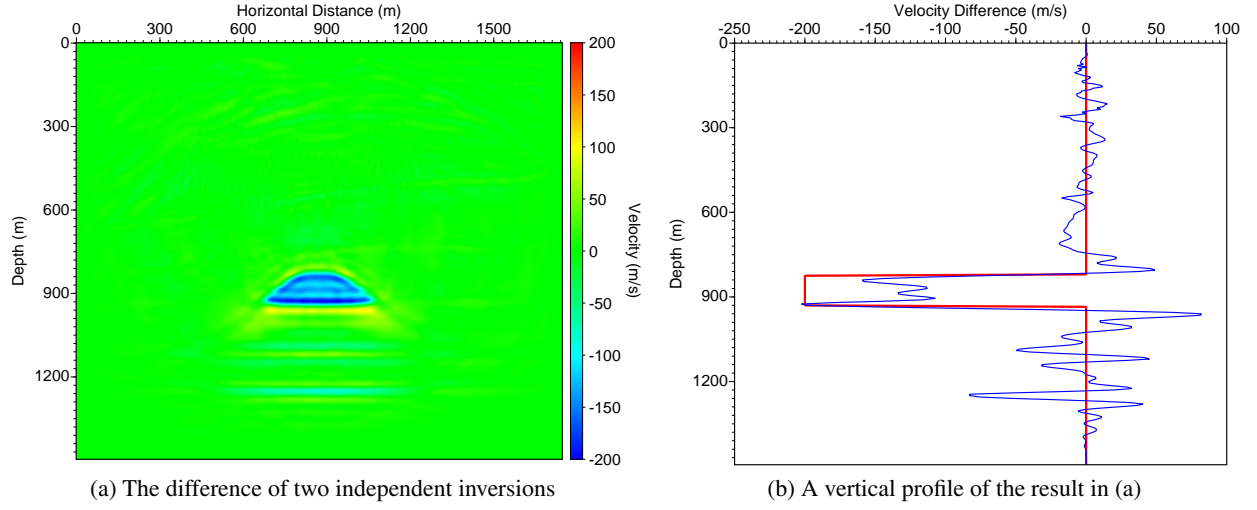 Horizontal Distance (m)
0 300 600 900 1200 1500
0
300
600
900
1200
Depth (m)
200
150
100
50
0
-50
-100
-150
-200
Velocity (m/s)
(a) The difference of two independent inversions
Velocity Difference (m/s)
-250 -200 -150 -100 -50 0 50 100
0
300
600
900
1200
Depth (m)
(b) A vertical profile of the result in (a)